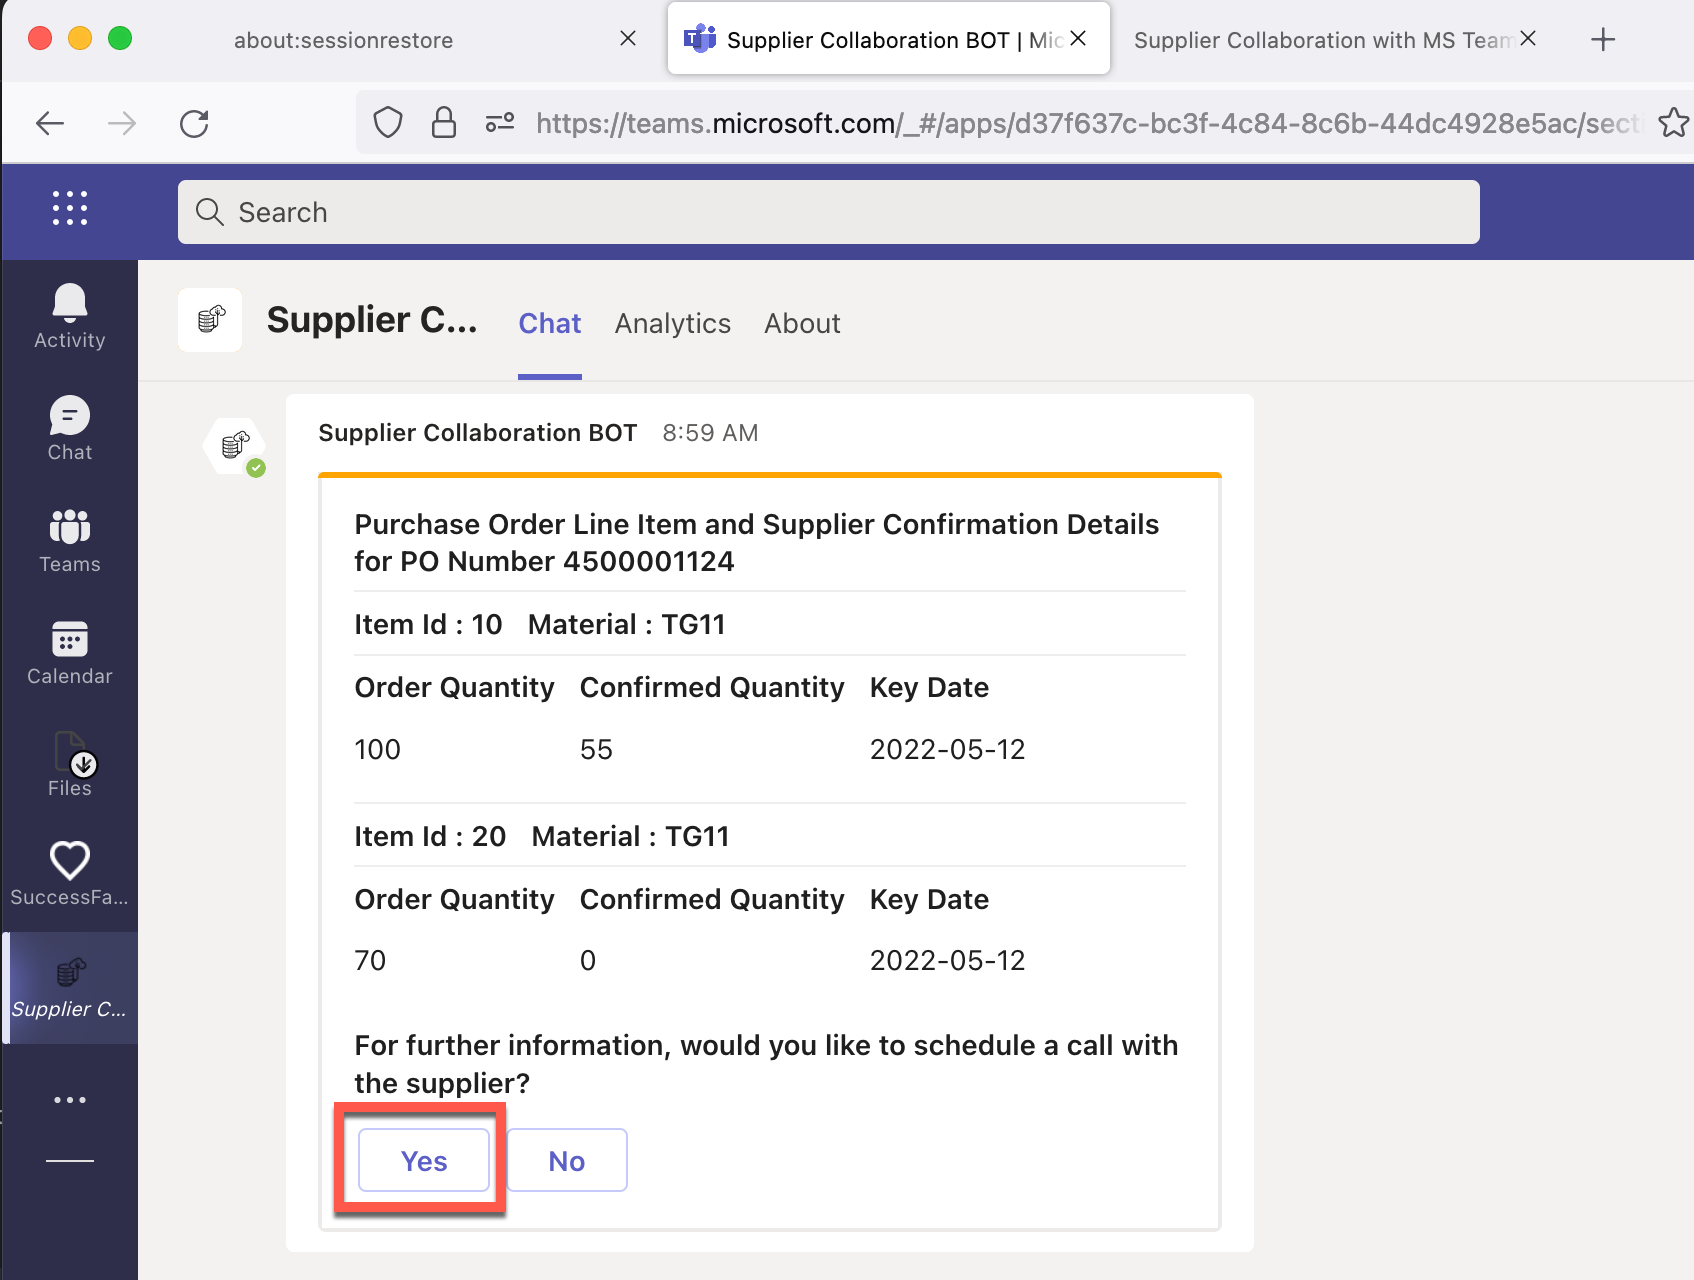 about:sessionrestore
Supplier Collaboration BOT | Mic
Supplier Collaboration with MS Team
https://teams.microsoft.com/_#/apps/d37f637c-bc3f-4c84-8c6b-44dc4928e5ac/secti
Search
Activity
Chat
Teams
Calendar
Files
SuccessFa...
Supplier C...
Supplier C... Chat Analytics About
Supplier Collaboration BOT 8:59 AM
Purchase Order Line Item and Supplier Confirmation Details
for PO Number 4500001124
Item Id : 10 Material : TG11
Order Quantity Confirmed Quantity Key Date
100 55 2022-05-12
Item Id : 20 Material : TG11
Order Quantity Confirmed Quantity Key Date
70 0 2022-05-12
For further information, would you like to schedule a call with
the supplier?
Yes No